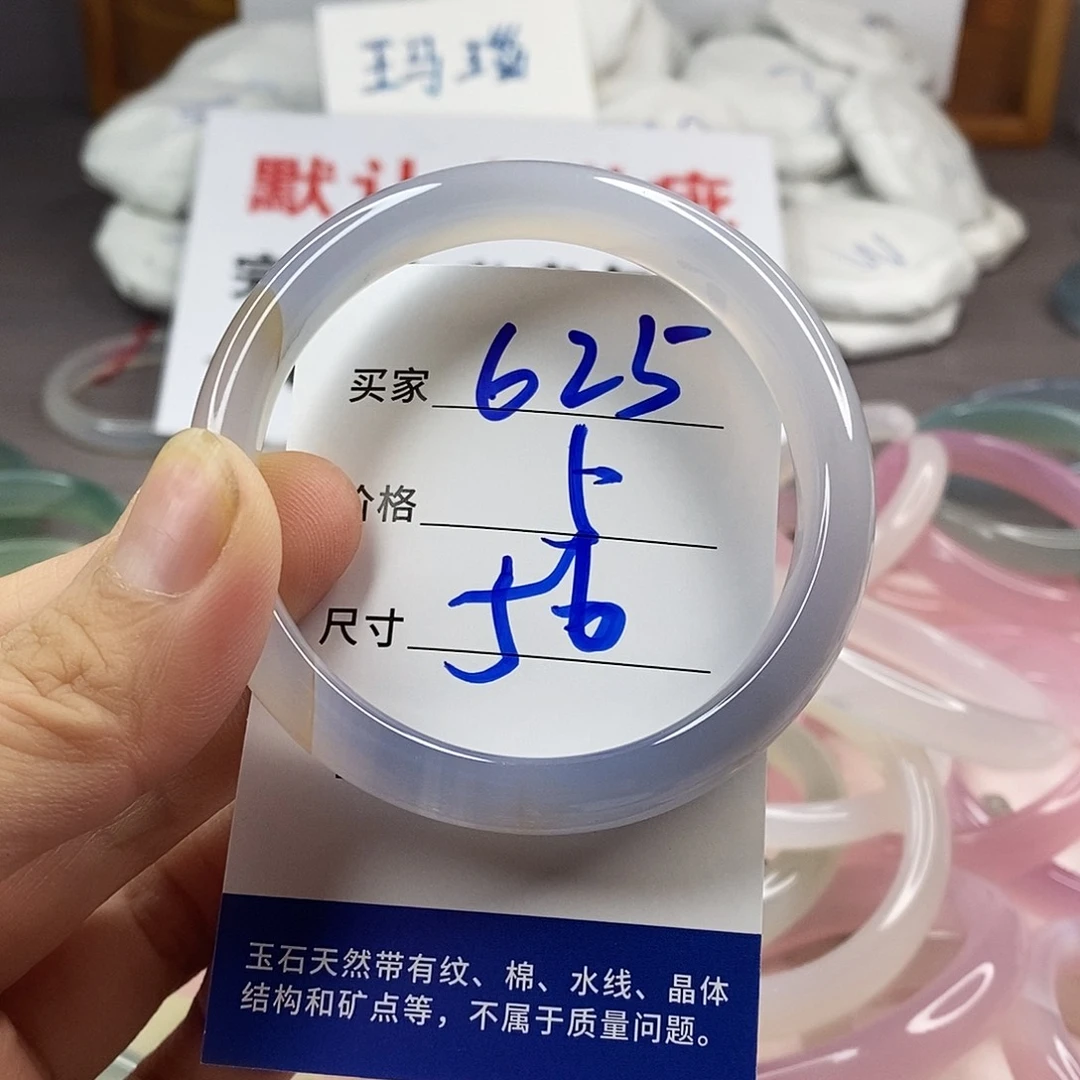 玛瑙
默认
买家 625
价格
尺寸 56
玉石天然带有纹、棉、水线、晶体
结构和矿点等，不属于质量问题。